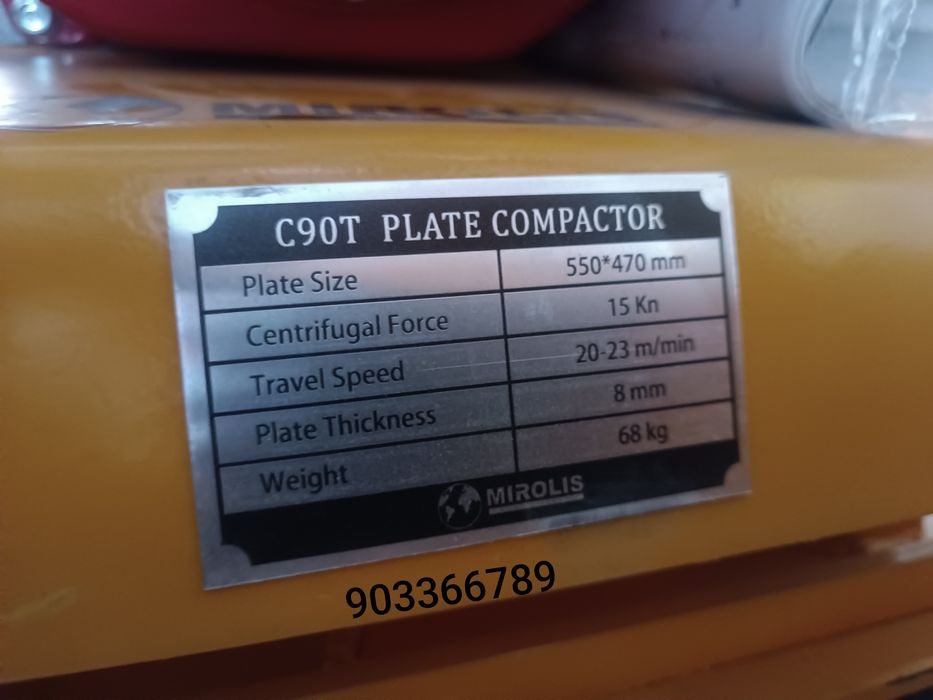 C90T PLATE COMPACTOR
Plate Size 550*470 mm
Centrifugal Force 15 Kn
Travel Speed 20-23 m/min
Plate Thickness 8 mm
Weight 68 kg
MIROLIS
903366789